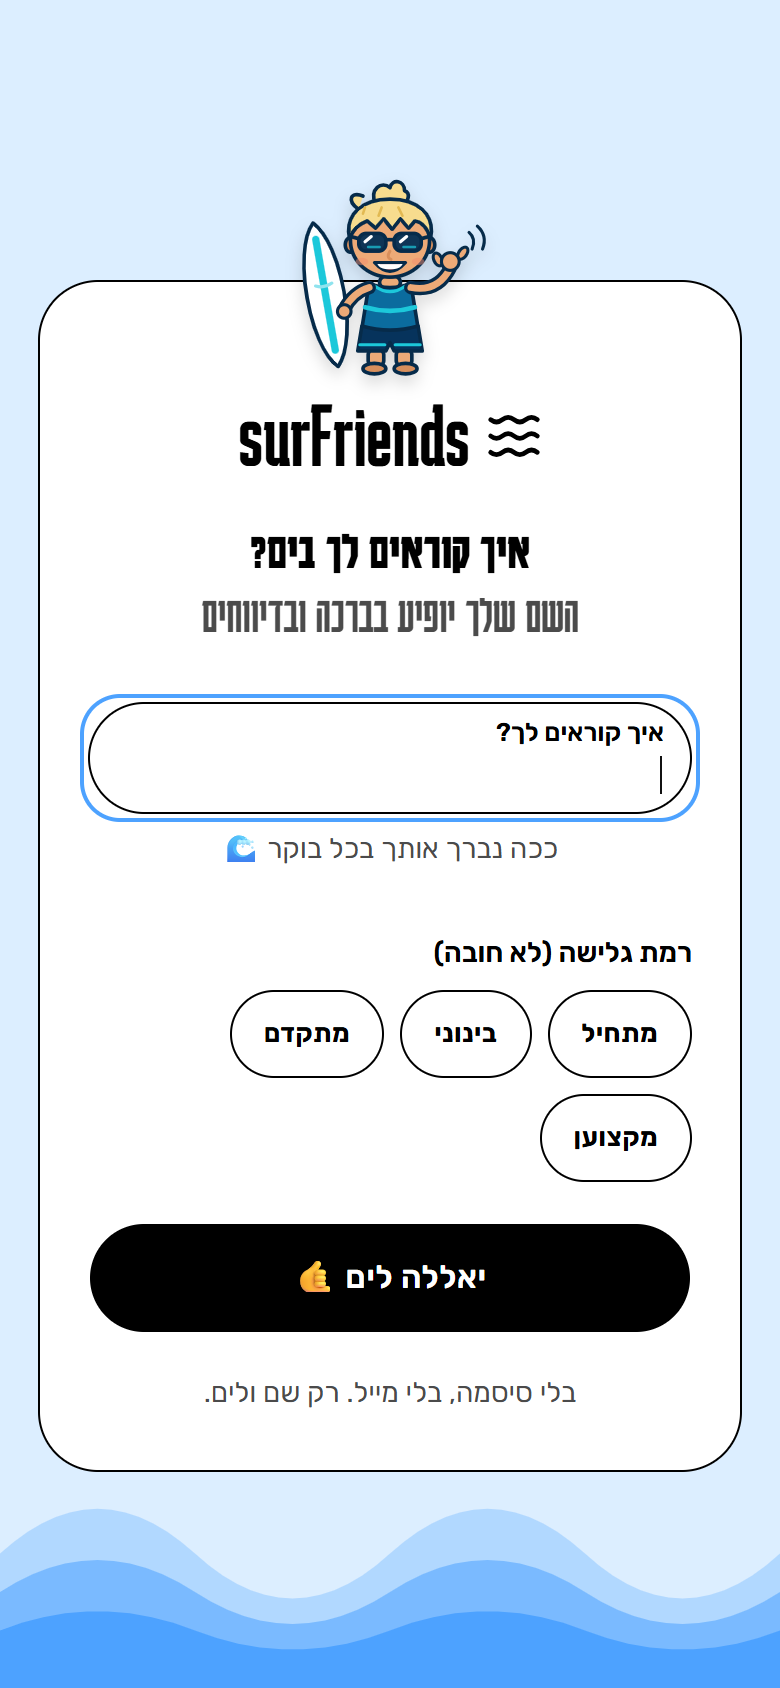 surFriends
איך קוראים לך בים?
השם שלך יופיע בברכה ובדיווחים
איך קוראים לך?
ככה נברך אותך בכל בוקר 🌊
רמת גלישה (לא חובה)
מתחיל
בינוני
מתקדם
מקצוען
יאללה לים 🤙
בלי סיסמה, בלי מייל. רק שם ולים.